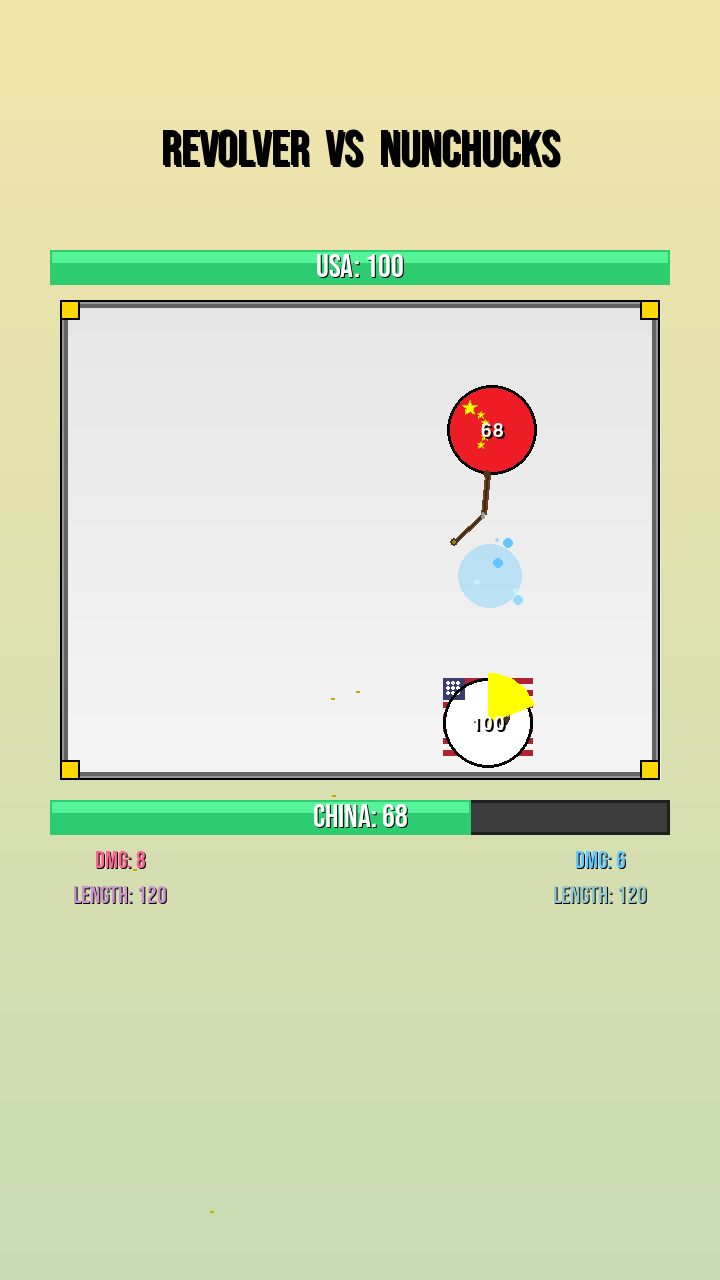 REVOLVER VS NUNCHUCKS
USA: 100
68
100
CHINA: 68
DMG: 8
DMG: 6
LENGTH: 120
LENGTH: 120